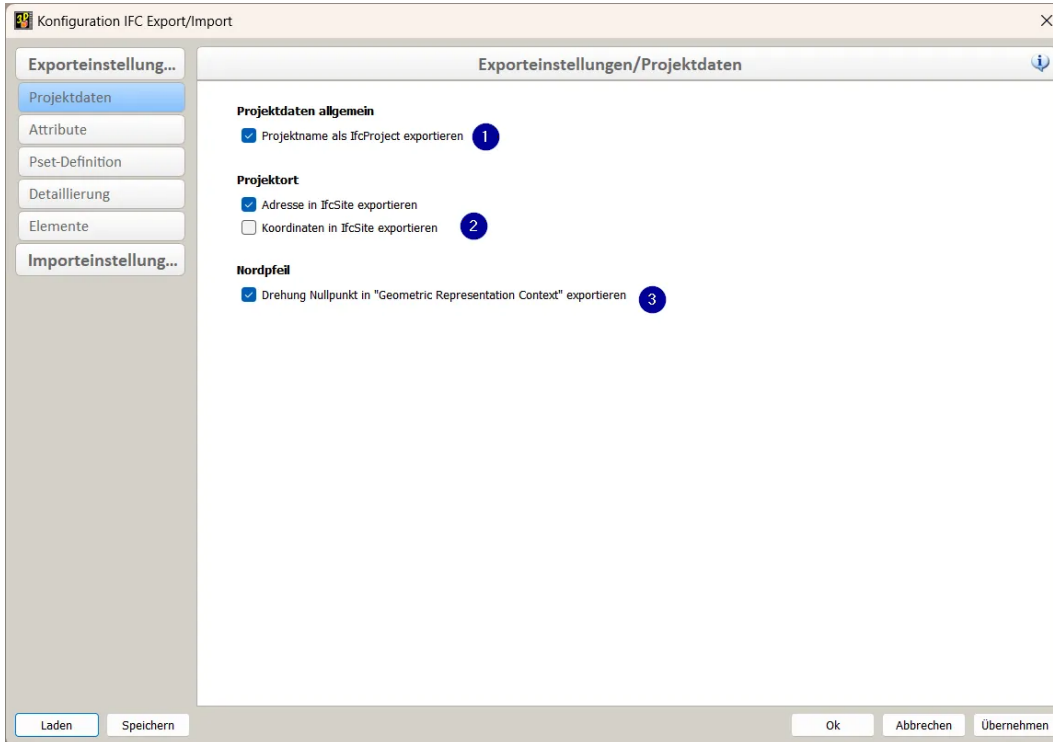 Konfiguration IFC Export/Import
Exporteinstellung...
Projektdaten
Attribute
Pset-Definition
Detaillierung
Elemente
Importeinstellung...
Exporteinstellungen/Projektdaten
Projektdaten allgemein
Projektname als IfcProject exportieren 1
Projektort
Adresse in IfcSite exportieren
Koordinaten in IfcSite exportieren 2
Nordpfeil
Drehung Nullpunkt in "Geometric Representation Context" exportieren 3
Laden Speichern Ok Abbrechen Übernehmen